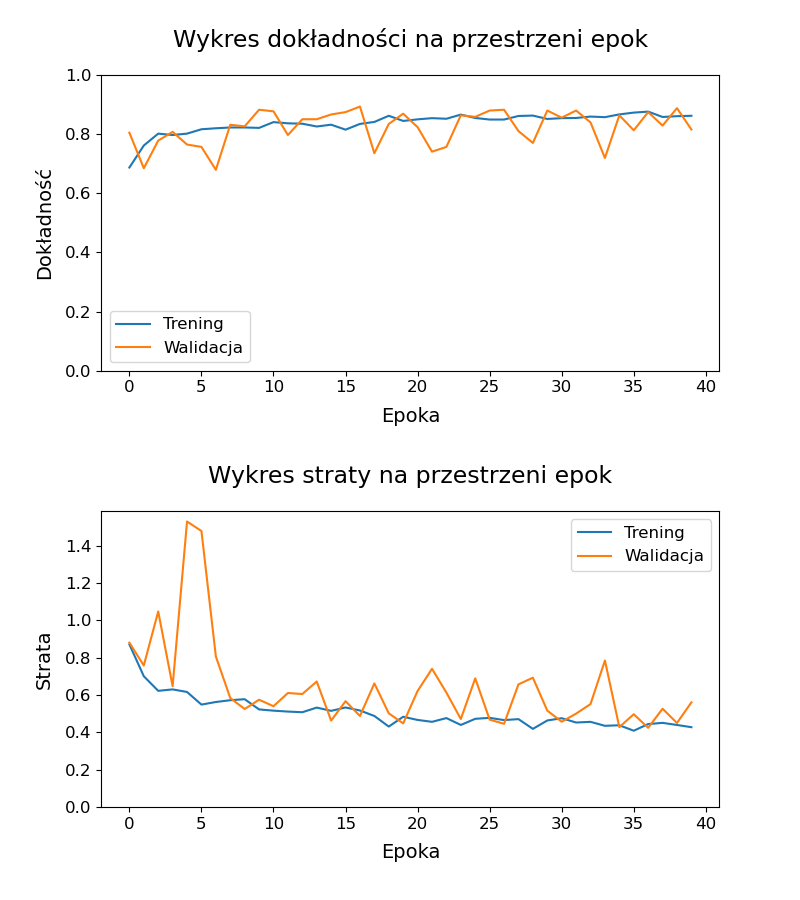 Wykres dokładności na przestrzeni epok
1.0
0.8
0.6
0.4
0.2
0.0
Dokładność
Trening
Walidacja
0 5 10 15 20 25 30 35 40
Epoka
Wykres straty na przestrzeni epok
1.4
1.2
1.0
0.8
0.6
0.4
0.2
0.0
Strata
Trening
Walidacja
0 5 10 15 20 25 30 35 40
Epoka